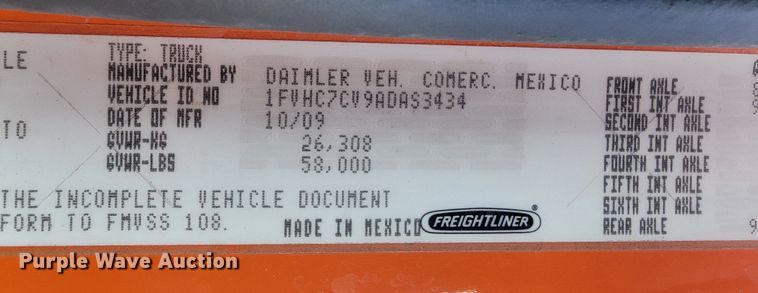 LE
TO
TYPE: TRUCK
MANUFACTURED BY DAIMLER VEH. COMERC. MEXICO
VEHICLE ID NO 1FVHC7CV9ADAS3434
DATE OF MFR 10/09
GVWR-KG 26,308
GVWR-LBS 58,000
THE INCOMPLETE VEHICLE DOCUMENT
FORM TO FMVSS 108.
MADE IN MEXICO
FREIGHTLINER®
FRONT AXLE
FIRST INT AXLE
SECOND INT AXLE
THIRD INT AXLE
FOURTH INT AXLE
FIFTH INT AXLE
SIXTH INT AXLE
REAR AXLE 9
Purple Wave Auction